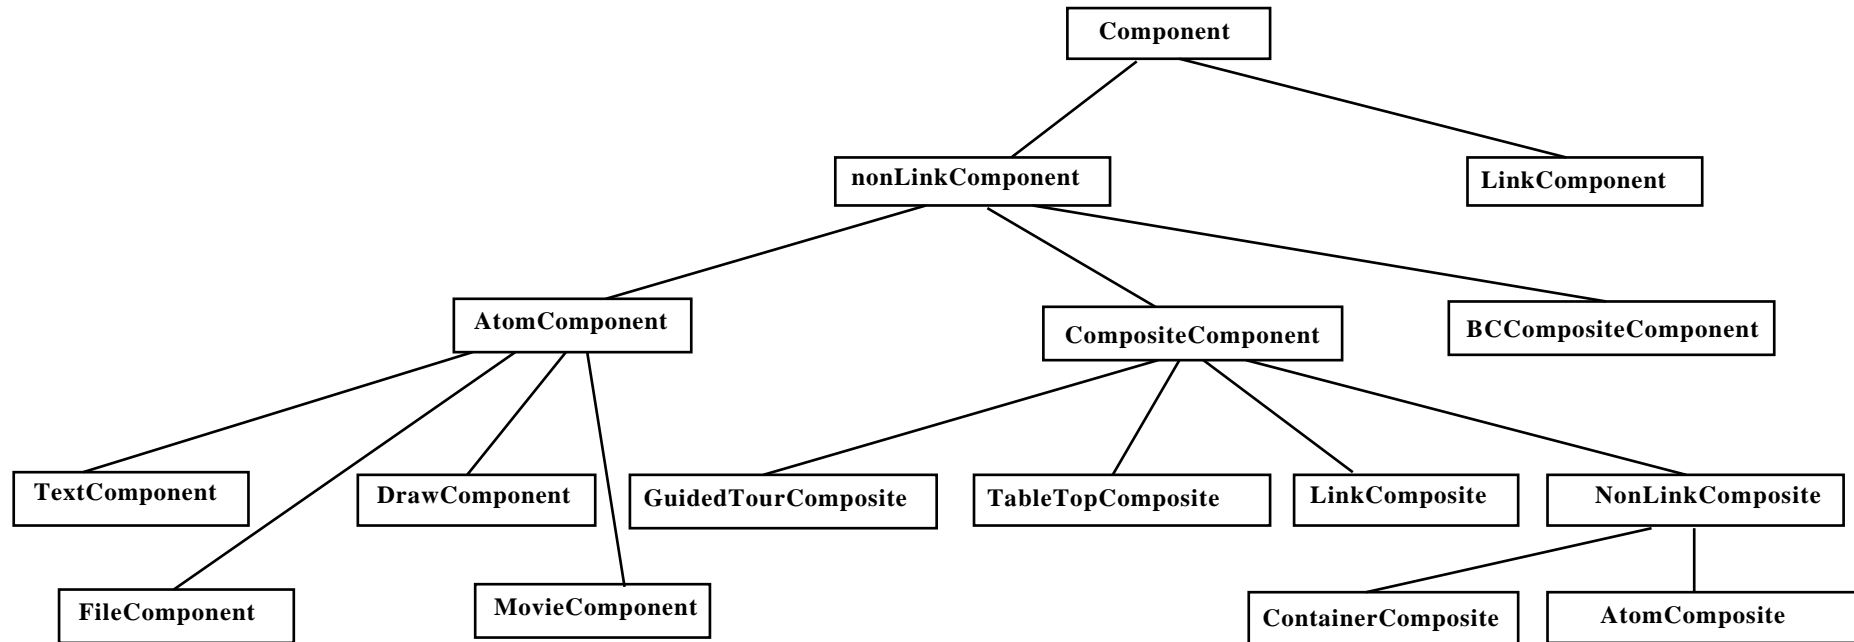 Component
nonLinkComponent
LinkComponent
AtomComponent
CompositeComponent
BCCompositeComponent
TextComponent
DrawComponent
GuidedTourComposite
TableTopComposite
LinkComposite
NonLinkComposite
FileComponent
MovieComponent
ContainerComposite
AtomComposite